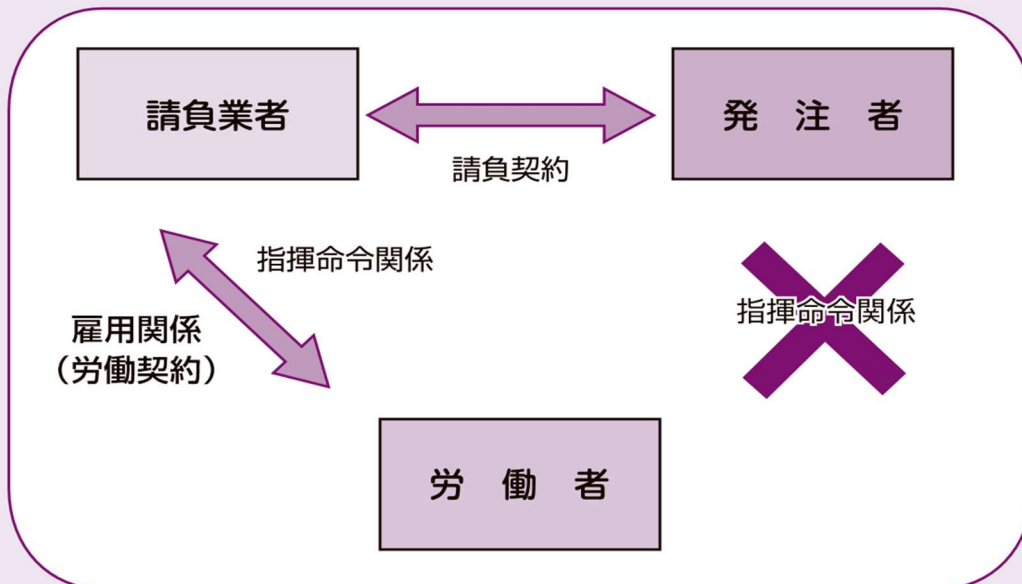 請負業者
発　注　者
請負契約
指揮命令関係
指揮命令関係
雇用関係
（労働契約）
労　働　者